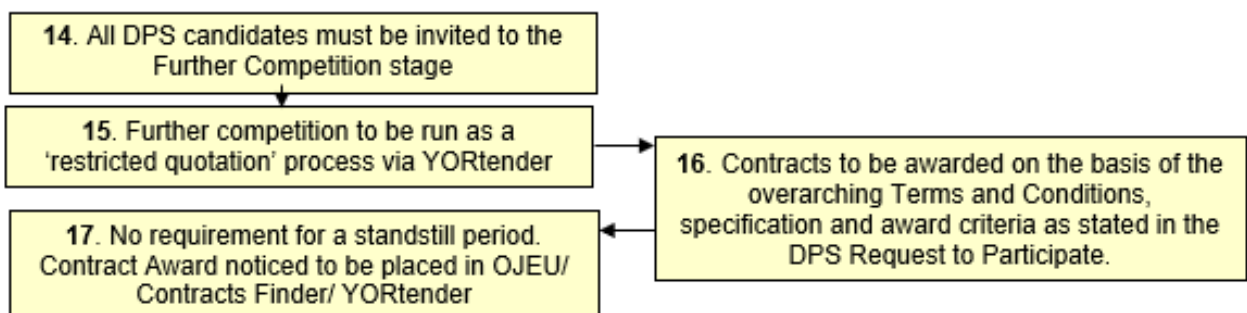 14. All DPS candidates must be invited to the
Further Competition stage
15. Further competition to be run as a
‘restricted quotation’ process via YORtender
16. Contracts to be awarded on the basis of the
overarching Terms and Conditions,
specification and award criteria as stated in the
DPS Request to Participate.
17. No requirement for a standstill period.
Contract Award noticed to be placed in OJEU/
Contracts Finder/ YORtender